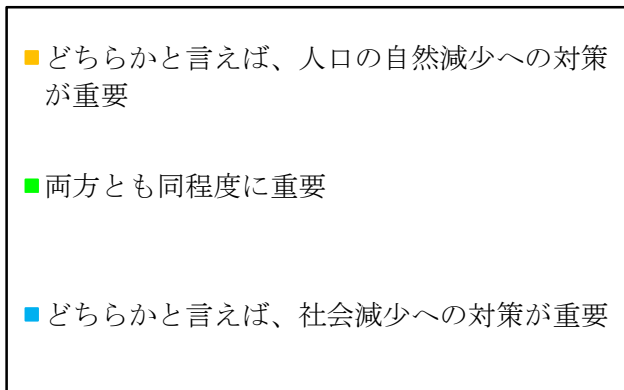 どちらかと言えば、人口の自然減少への対策
が重要
両方とも同程度に重要
どちらかと言えば、社会減少への対策が重要